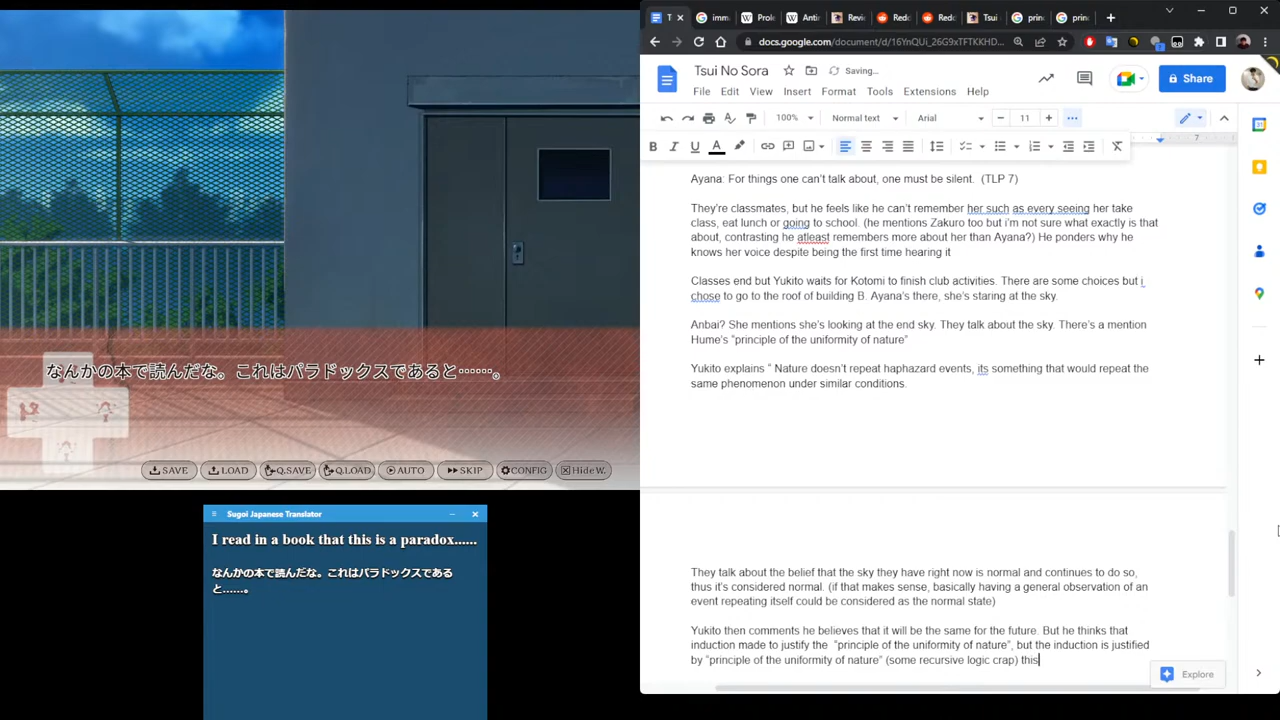 なんかの本で読んだな。これはパラドックスであると……。
SAVE
LOAD
Q.SAVE
Q.LOAD
AUTO
SKIP
CONFIG
Hide W.
Sugoi Japanese Translator
I read in a book that this is a paradox......
なんかの本で読んだな。これはパラドックスである
と……。
T
imm
Prol
Anti
Revi
Redd
Redd
Tsui
prin
prin
docs.google.com/document/d/16YnQUi_26G9xTFTKKHD...
Tsui No Sora
Saving...
Share
File Edit View Insert Format Tools Extensions Help
100% Normal text Arial 11
7
Ayana: For things one can’t talk about, one must be silent. (TLP 7)
They’re classmates, but he feels like he can’t remember her such as every seeing her take
class, eat lunch or going to school. (he mentions Zakuro too but i’m not sure what exactly is that
about, contrasting he atleast remembers more about her than Ayana?) He ponders why he
knows her voice despite being the first time hearing it
Classes end but Yukito waits for Kotomi to finish club activities. There are some choices but i
chose to go to the roof of building B. Ayana’s there, she’s staring at the sky.
Anbai? She mentions she’s looking at the end sky. They talk about the sky. There’s a mention
Hume’s “principle of the uniformity of nature”
Yukito explains “ Nature doesn’t repeat haphazard events, its something that would repeat the
same phenomenon under similar conditions.
They talk about the belief that the sky they have right now is normal and continues to do so,
thus it’s considered normal. (if that makes sense, basically having a general observation of an
event repeating itself could be considered as the normal state)
Yukito then comments he believes that it will be the same for the future. But he thinks that
induction made to justify the “principle of the uniformity of nature”, but the induction is justified
by “principle of the uniformity of nature” (some recursive logic crap) this
Explore